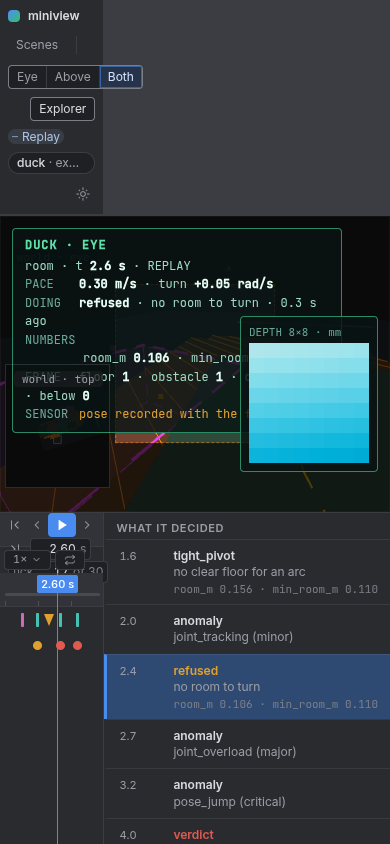 miniview
Scenes
Eye Above Both
Explorer
Replay
duck · ex...
DUCK · EYE
room · t 2.6 s · REPLAY
PACE 0.30 m/s · turn +0.05 rad/s
DOING refused · no room to turn · 0.3 s
ago
NUMBERS
room_m 0.106 · min_room
floor 1 · obstacle 1 ·
· below 0
SENSOR pose recorded with the
world · top
DEPTH 8×8 · mm
2.60 s
1×
2.60 s
WHAT IT DECIDED
1.6 tight_pivot
no clear floor for an arc
room_m 0.156 · min_room_m 0.110
2.0 anomaly
joint_tracking (minor)
2.4 refused
no room to turn
room_m 0.106 · min_room_m 0.110
2.7 anomaly
joint_overload (major)
3.2 anomaly
pose_jump (critical)
4.0 verdict